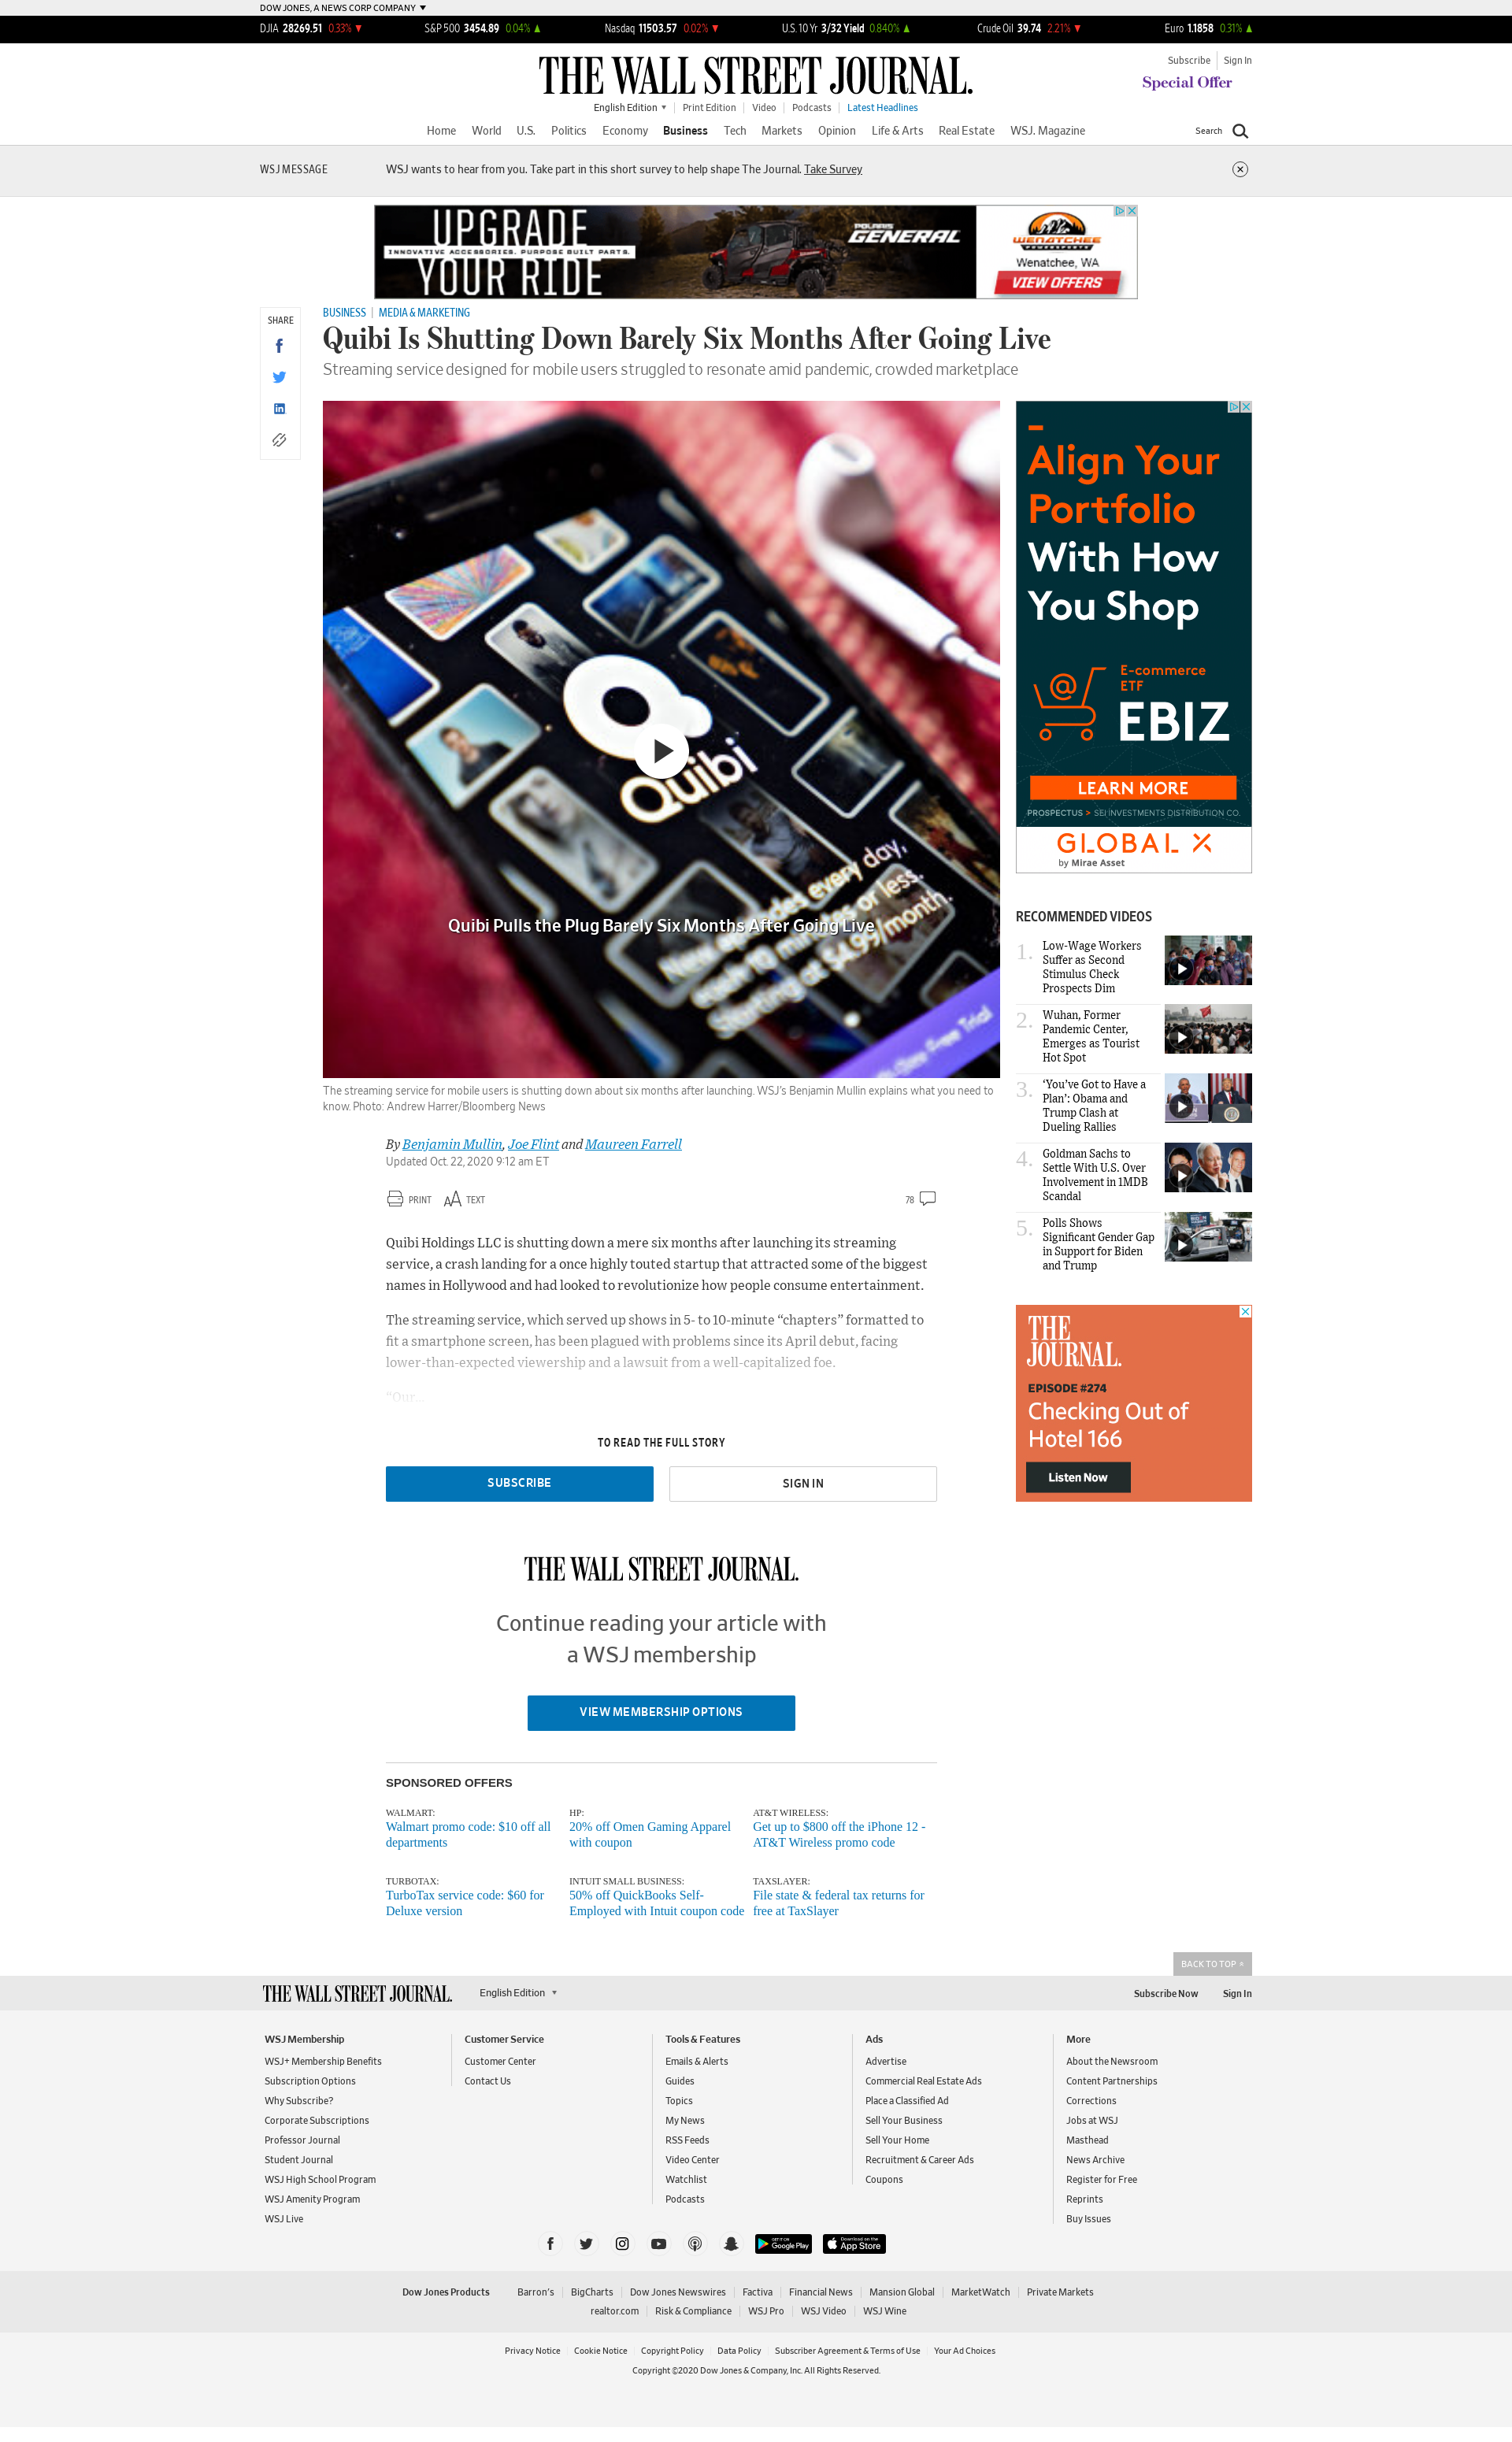 DOW JONES, A NEWS CORP COMPANY
DJIA 28269.51 0.33%
S&P 500 3454.89 0.04%
Nasdaq 11503.57 0.02%
U.S. 10 Yr 3/32 Yield 0.840%
Crude Oil 39.74 2.21%
Euro 1.1858 0.31%
THE WALL STREET JOURNAL.
Subscribe Sign In
Special Offer
English Edition Print Edition Video Podcasts Latest Headlines
Home World U.S. Politics Economy Business Tech Markets Opinion Life & Arts Real Estate WSJ. Magazine
Search
WSJ MESSAGE
WSJ wants to hear from you. Take part in this short survey to help shape The Journal. Take Survey
UPGRADE
INNOVATIVE ACCESSORIES. PURPOSE BUILT PARTS.
YOUR RIDE
POLARIS
GENERAL
WENATCHEE
POWERSPORTS
Wenatchee, WA
VIEW OFFERS
SHARE
BUSINESS | MEDIA & MARKETING
Quibi Is Shutting Down Barely Six Months After Going Live
Streaming service designed for mobile users struggled to resonate amid pandemic, crowded marketplace
Quibi
Quibi Pulls the Plug Barely Six Months After Going Live
The streaming service for mobile users is shutting down about six months after launching. WSJ's Benjamin Mullin explains what you need to
know. Photo: Andrew Harrer/Bloomberg News
By Benjamin Mullin, Joe Flint and Maureen Farrell
Updated Oct. 22, 2020 9:12 am ET
PRINT
TEXT
78
Quibi Holdings LLC is shutting down a mere six months after launching its streaming
service, a crash landing for a once highly touted startup that attracted some of the biggest
names in Hollywood and had looked to revolutionize how people consume entertainment.
The streaming service, which served up shows in 5- to 10-minute “chapters” formatted to
fit a smartphone screen, has been plagued with problems since its April debut, facing
lower-than-expected viewership and a lawsuit from a well-capitalized foe.
“Our...
TO READ THE FULL STORY
SUBSCRIBE
SIGN IN
THE WALL STREET JOURNAL.
Continue reading your article with
a WSJ membership
VIEW MEMBERSHIP OPTIONS
Align Your
Portfolio
With How
You Shop
E-commerce
ETF
EBIZ
LEARN MORE
PROSPECTUS > SEI INVESTMENTS DISTRIBUTION CO.
GLOBAL X
by Mirae Asset
RECOMMENDED VIDEOS
1. Low-Wage Workers
Suffer as Second
Stimulus Check
Prospects Dim
2. Wuhan, Former
Pandemic Center,
Emerges as Tourist
Hot Spot
3. ‘You’ve Got to Have a
Plan’: Obama and
Trump Clash at
Dueling Rallies
4. Goldman Sachs to
Settle With U.S. Over
Involvement in 1MDB
Scandal
5. Polls Shows
Significant Gender Gap
in Support for Biden
and Trump
THE
JOURNAL.
EPISODE #274
Checking Out of
Hotel 166
Listen Now
SPONSORED OFFERS
WALMART:
Walmart promo code: $10 off all
departments
HP:
20% off Omen Gaming Apparel
with coupon
AT&T WIRELESS:
Get up to $800 off the iPhone 12 -
AT&T Wireless promo code
TURBOTAX:
TurboTax service code: $60 for
Deluxe version
INTUIT SMALL BUSINESS:
50% off QuickBooks Self-
Employed with Intuit coupon code
TAXSLAYER:
File state & federal tax returns for
free at TaxSlayer
BACK TO TOP
THE WALL STREET JOURNAL.
English Edition
Subscribe Now
Sign In
WSJ Membership
WSJ+ Membership Benefits
Subscription Options
Why Subscribe?
Corporate Subscriptions
Professor Journal
Student Journal
WSJ High School Program
WSJ Amenity Program
WSJ Live
Customer Service
Customer Center
Contact Us
Tools & Features
Emails & Alerts
Guides
Topics
My News
RSS Feeds
Video Center
Watchlist
Podcasts
Ads
Advertise
Commercial Real Estate Ads
Place a Classified Ad
Sell Your Business
Sell Your Home
Recruitment & Career Ads
Coupons
More
About the Newsroom
Content Partnerships
Corrections
Jobs at WSJ
Masthead
News Archive
Register for Free
Reprints
Buy Issues
GET IT ON
Google Play
Download on the
App Store
Dow Jones Products Barron's BigCharts Dow Jones Newswires Factiva Financial News Mansion Global MarketWatch Private Markets
realtor.com Risk & Compliance WSJ Pro WSJ Video WSJ Wine
Privacy Notice Cookie Notice Copyright Policy Data Policy Subscriber Agreement & Terms of Use Your Ad Choices
Copyright ©2020 Dow Jones & Company, Inc. All Rights Reserved.